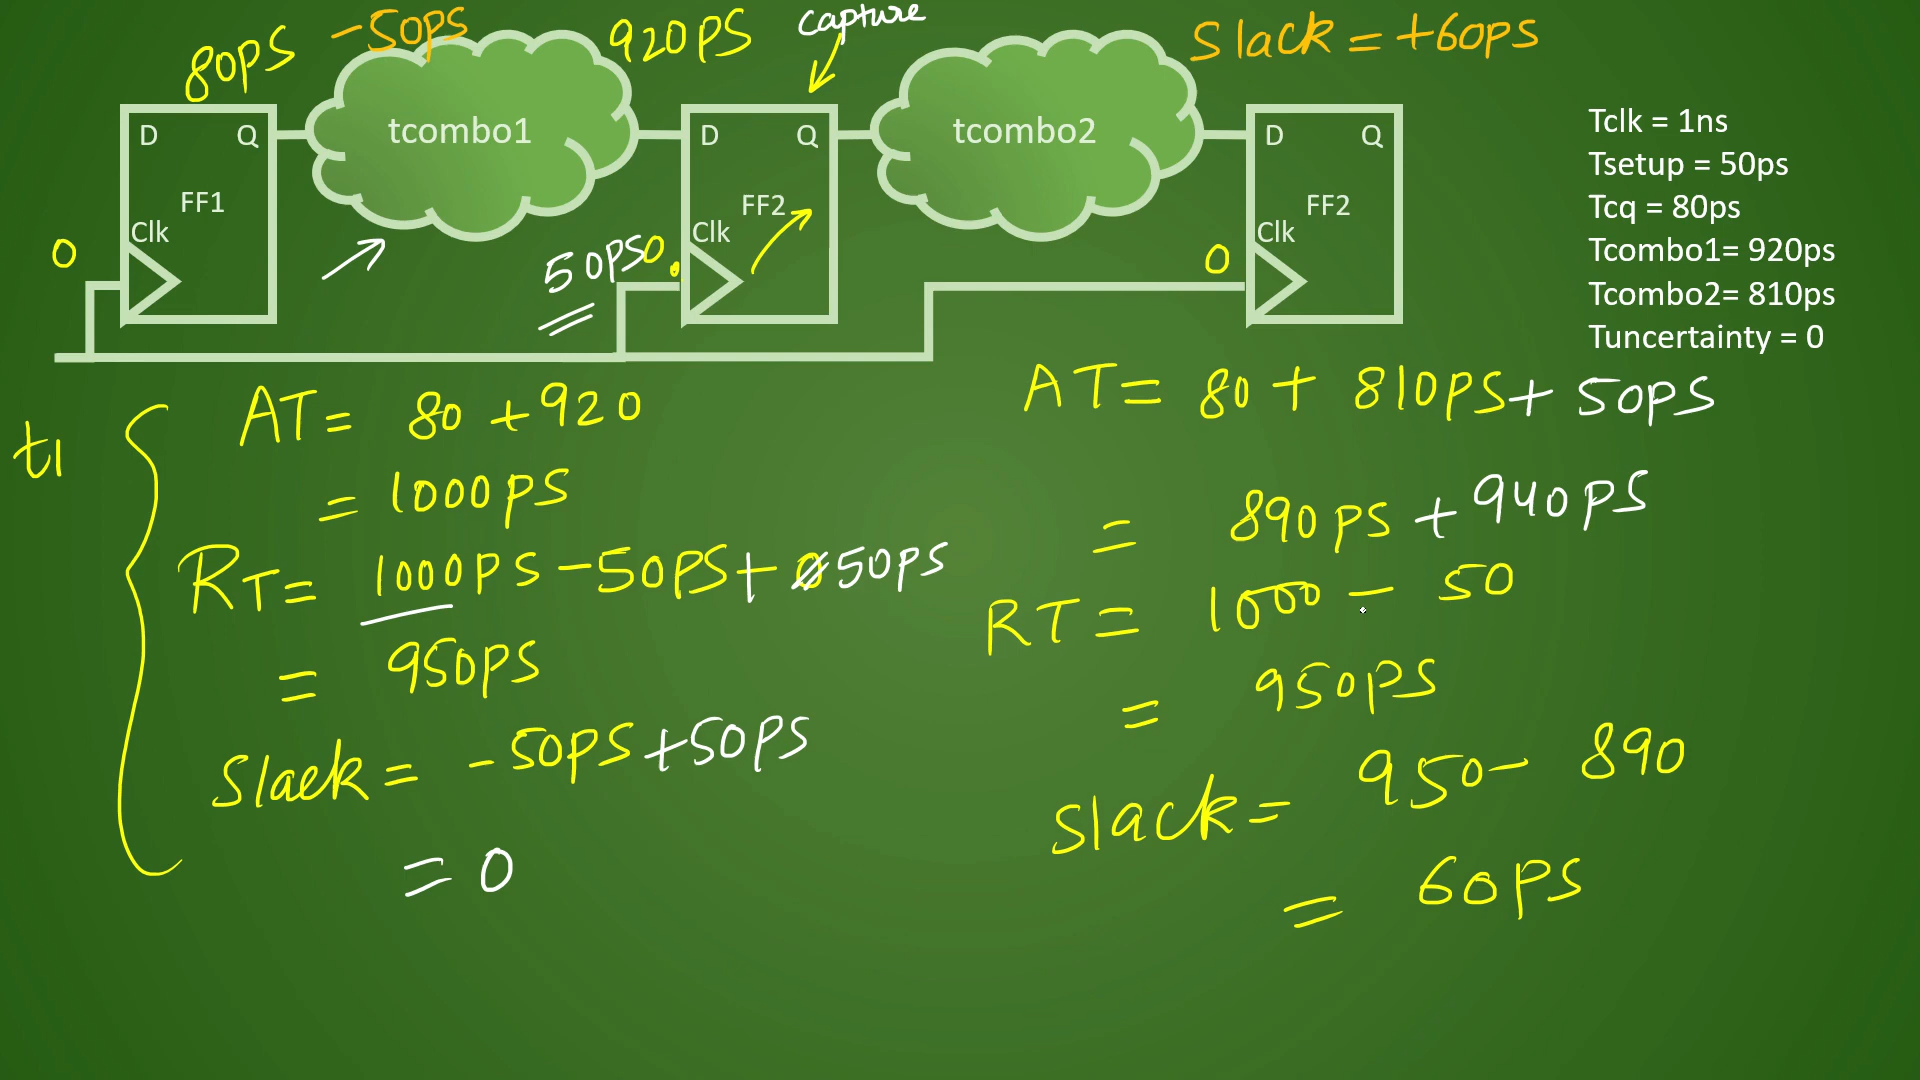 80PS -50ps 920PS Capture Slack = +60ps
D Q tcombo1 D Q tcombo2 D Q
FF1 FF2 FF2
Clk Clk Clk
0 50PS 0 0
Tclk = 1ns
Tsetup = 50ps
Tcq = 80ps
Tcombo1= 920ps
Tcombo2= 810ps
Tuncertainty = 0
t1
AT = 80 + 920
= 1000PS
RT = 1000PS - 50PS + 0 50PS
= 950PS
Slack = - 50PS + 50PS
= 0
AT = 80 + 810PS + 50PS
= 890PS + 940PS
RT = 1000 - 50
= 950PS
Slack = 950 - 890
= 60PS